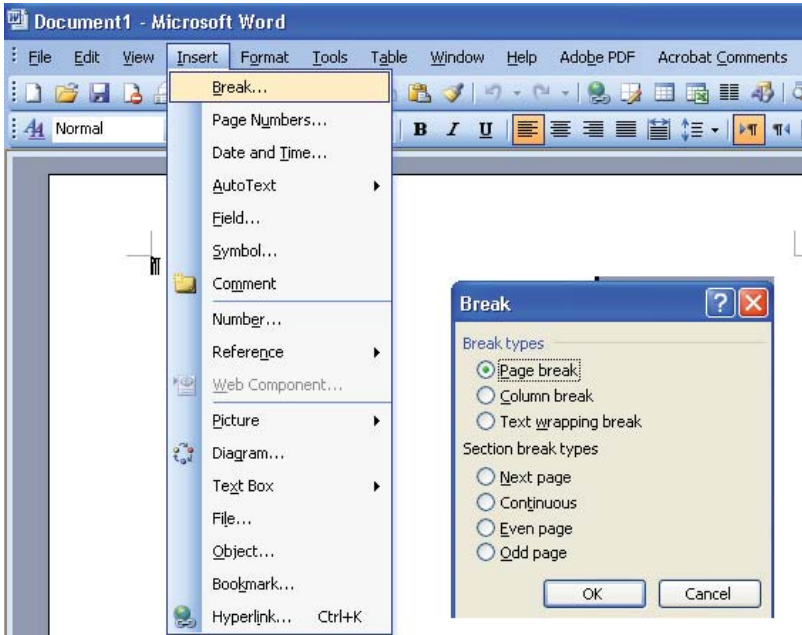 Document1 - Microsoft Word
File Edit View Insert Format Tools Table Window Help Adobe PDF Acrobat Comments
Normal B I U
Break...
Page Numbers...
Date and Time...
AutoText
Field...
Symbol...
Comment
Number...
Reference
Web Component...
Picture
Diagram...
Text Box
File...
Object...
Bookmark...
Hyperlink... Ctrl+K
Break
Break types
Page break
Column break
Text wrapping break
Section break types
Next page
Continuous
Even page
Odd page
OK Cancel